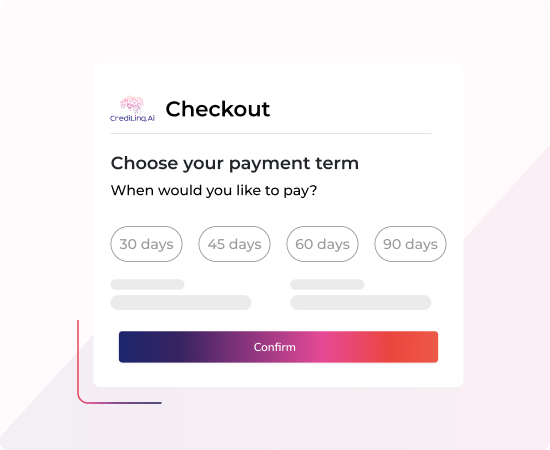 CrediLinq.Ai
Checkout
Choose your payment term
When would you like to pay?
30 days 45 days 60 days 90 days
Confirm